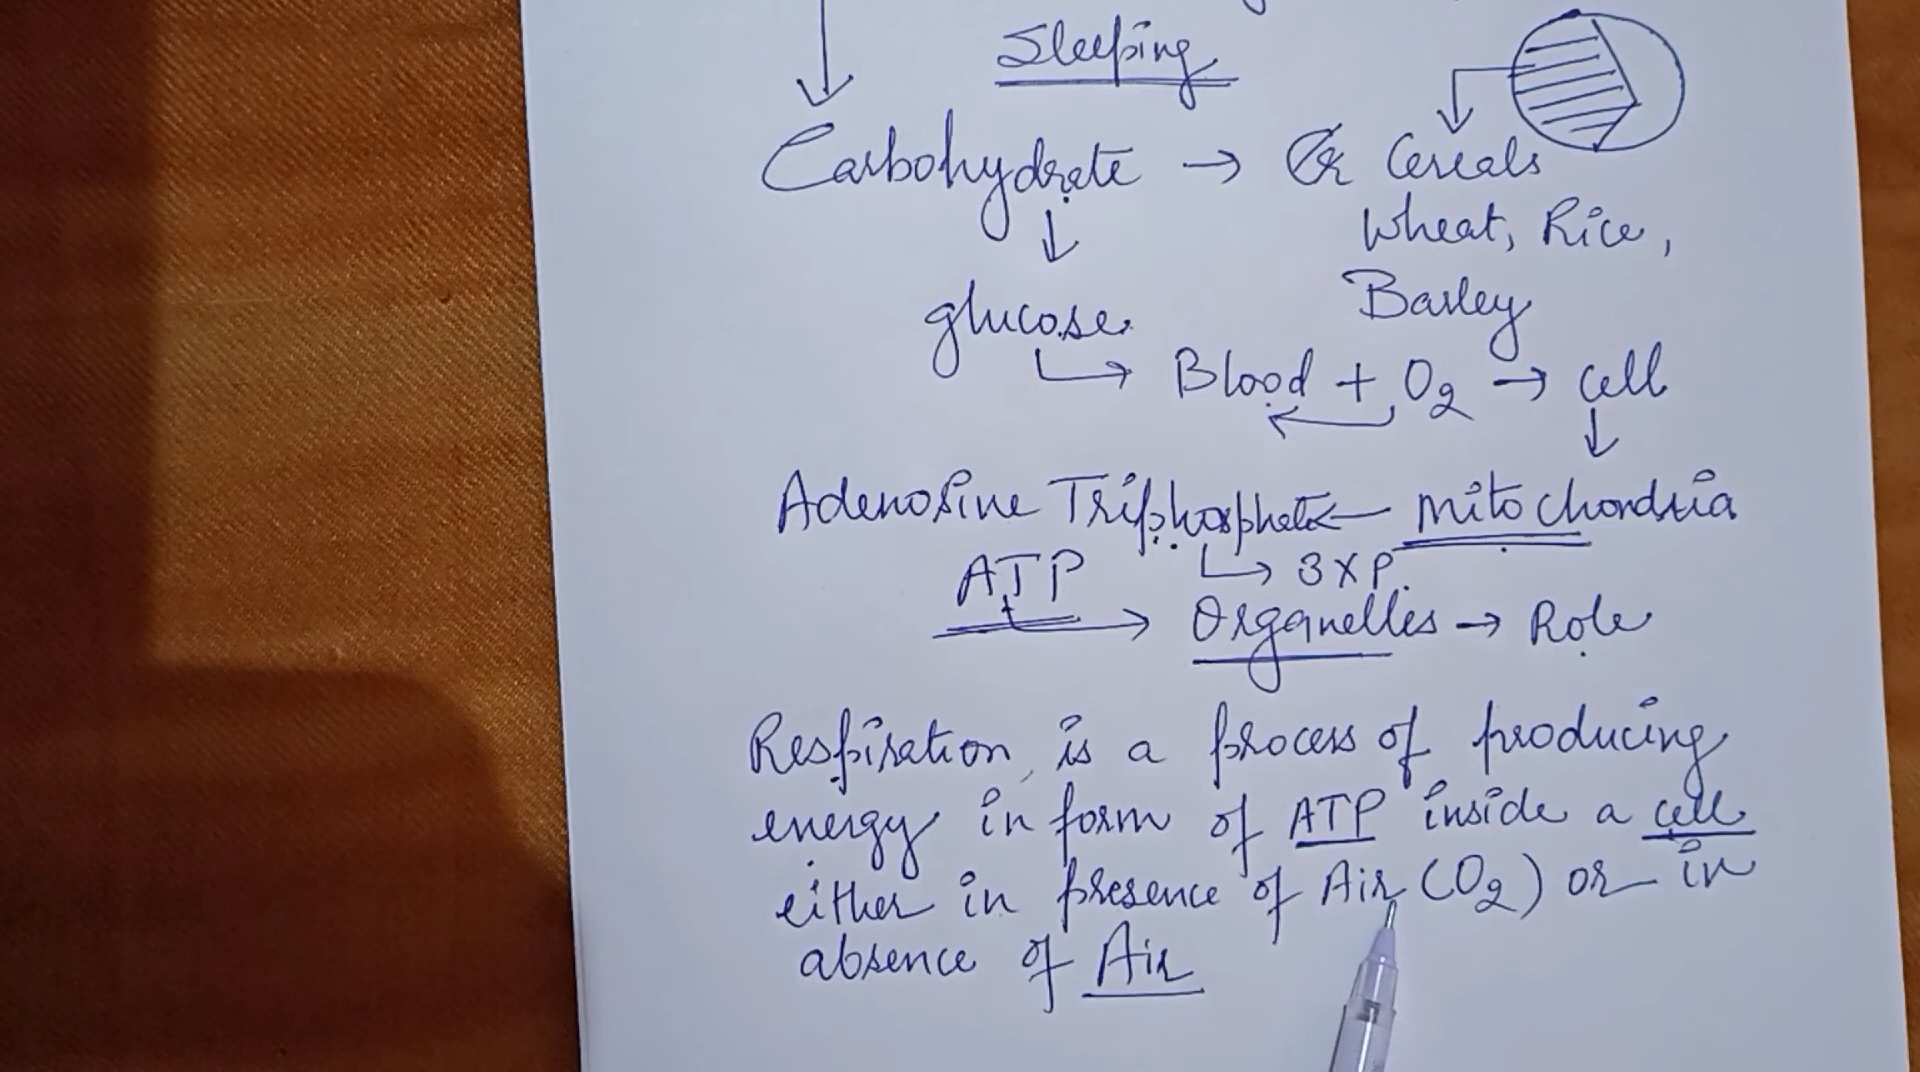 Sleeping
Carbohydrate → Cereals
Wheat, Rice,
Barley
glucose
Blood + O2 → cell
Adenosine Triphosphate ← Mitochondria
ATP → 3XP
→ Organelles → Role
Respiration is a process of producing
energy in form of ATP inside a cell
either in presence of Air (O2) or in
absence of Air